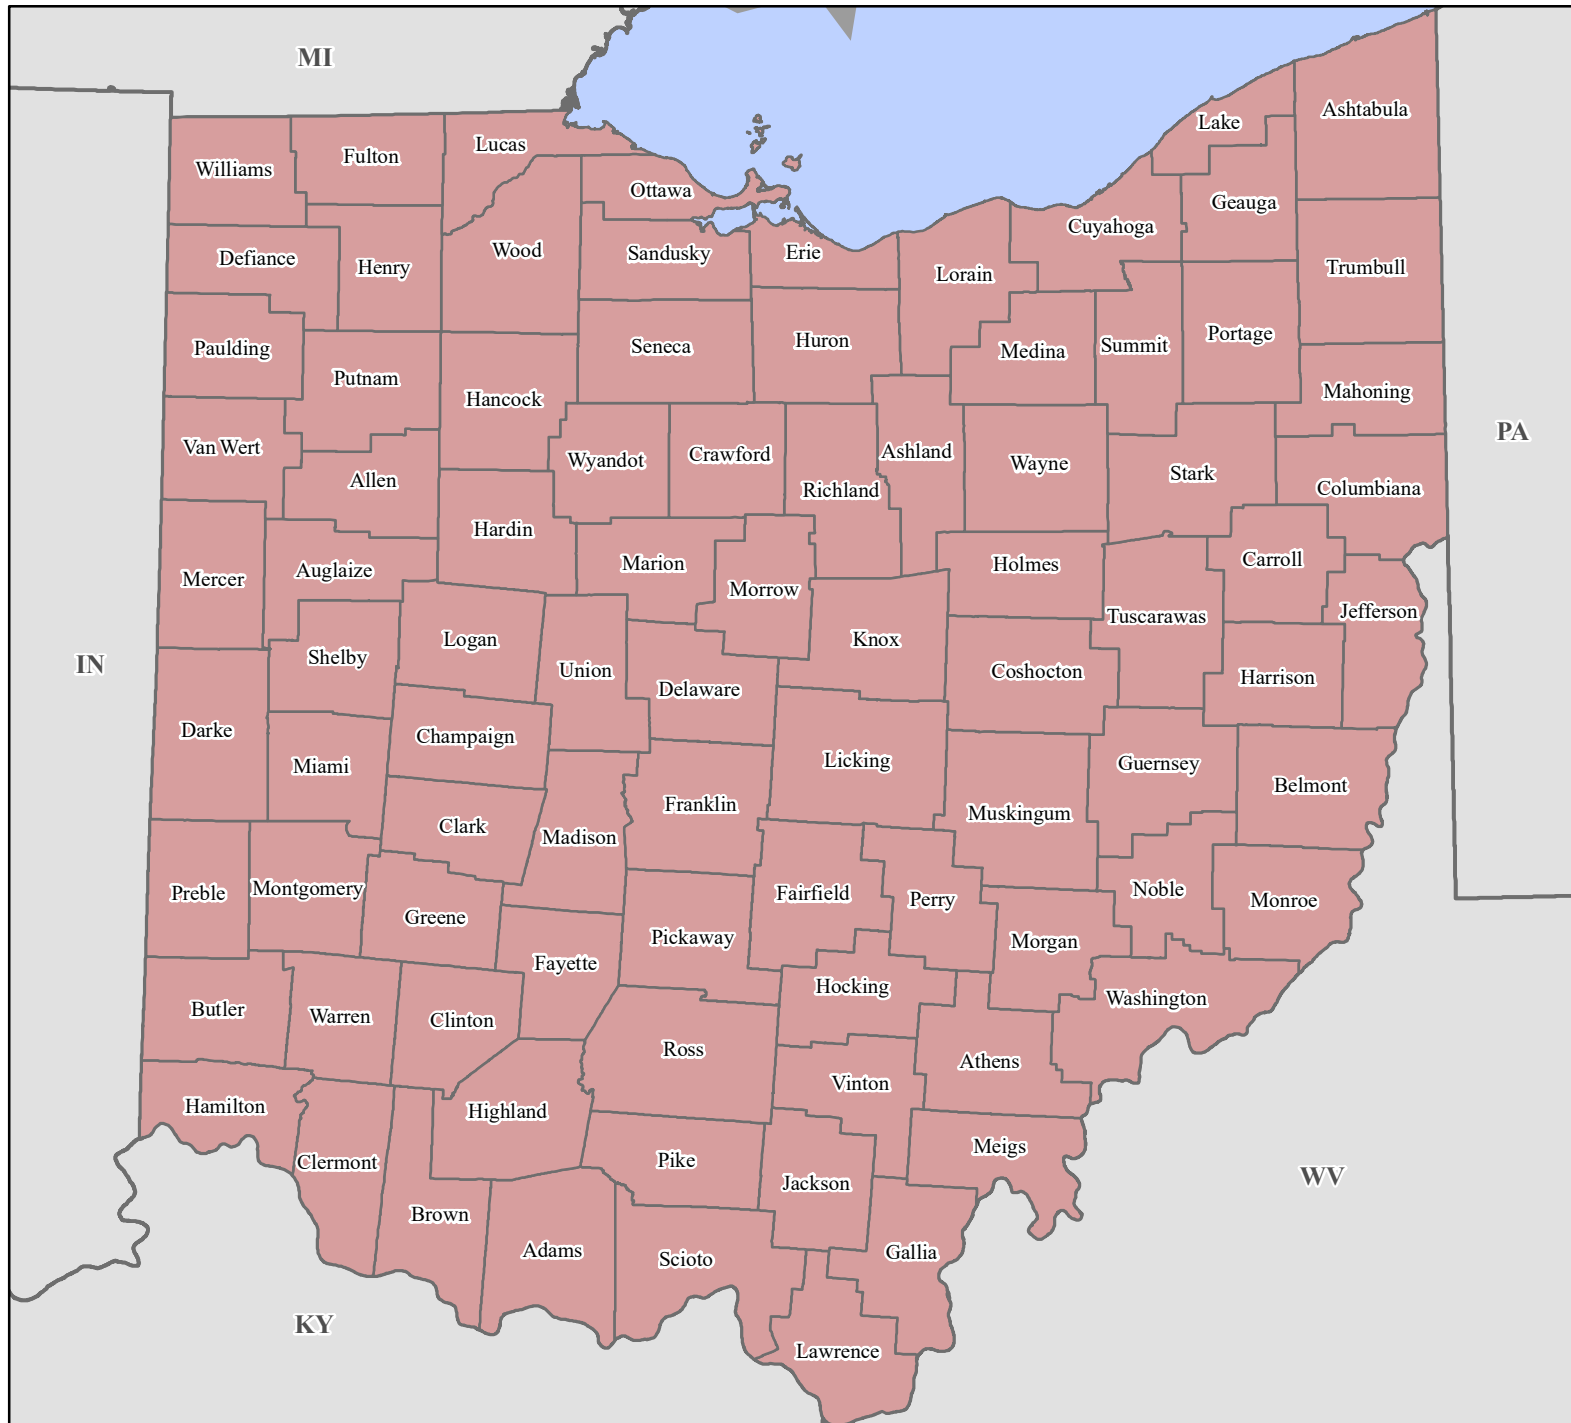 MI
Ashtabula
Lake
Lucas
Fulton
Williams
Ottawa
Geauga
Cuyahoga
Wood
Sandusky
Erie
Defiance
Henry
Lorain
Trumbull
Portage
Huron
Summit
Seneca
Paulding
Medina
Putnam
Mahoning
Hancock
PA
Van Wert
Ashland
Crawford
Wyandot
Wayne
Stark
Allen
Columbiana
Richland
Hardin
Carroll
Marion
Holmes
Auglaize
Mercer
Morrow
Jefferson
Tuscarawas
Logan
Knox
Shelby
IN
Union
Coshocton
Harrison
Delaware
Darke
Champaign
Licking
Guernsey
Miami
Belmont
Franklin
Muskingum
Clark
Madison
Montgomery
Noble
Preble
Fairfield
Perry
Monroe
Greene
Pickaway
Morgan
Fayette
Hocking
Washington
Butler
Warren
Clinton
Ross
Athens
Vinton
Hamilton
Highland
Meigs
Pike
Clermont
WV
Jackson
Brown
Adams
Gallia
Scioto
KY
Lawrence